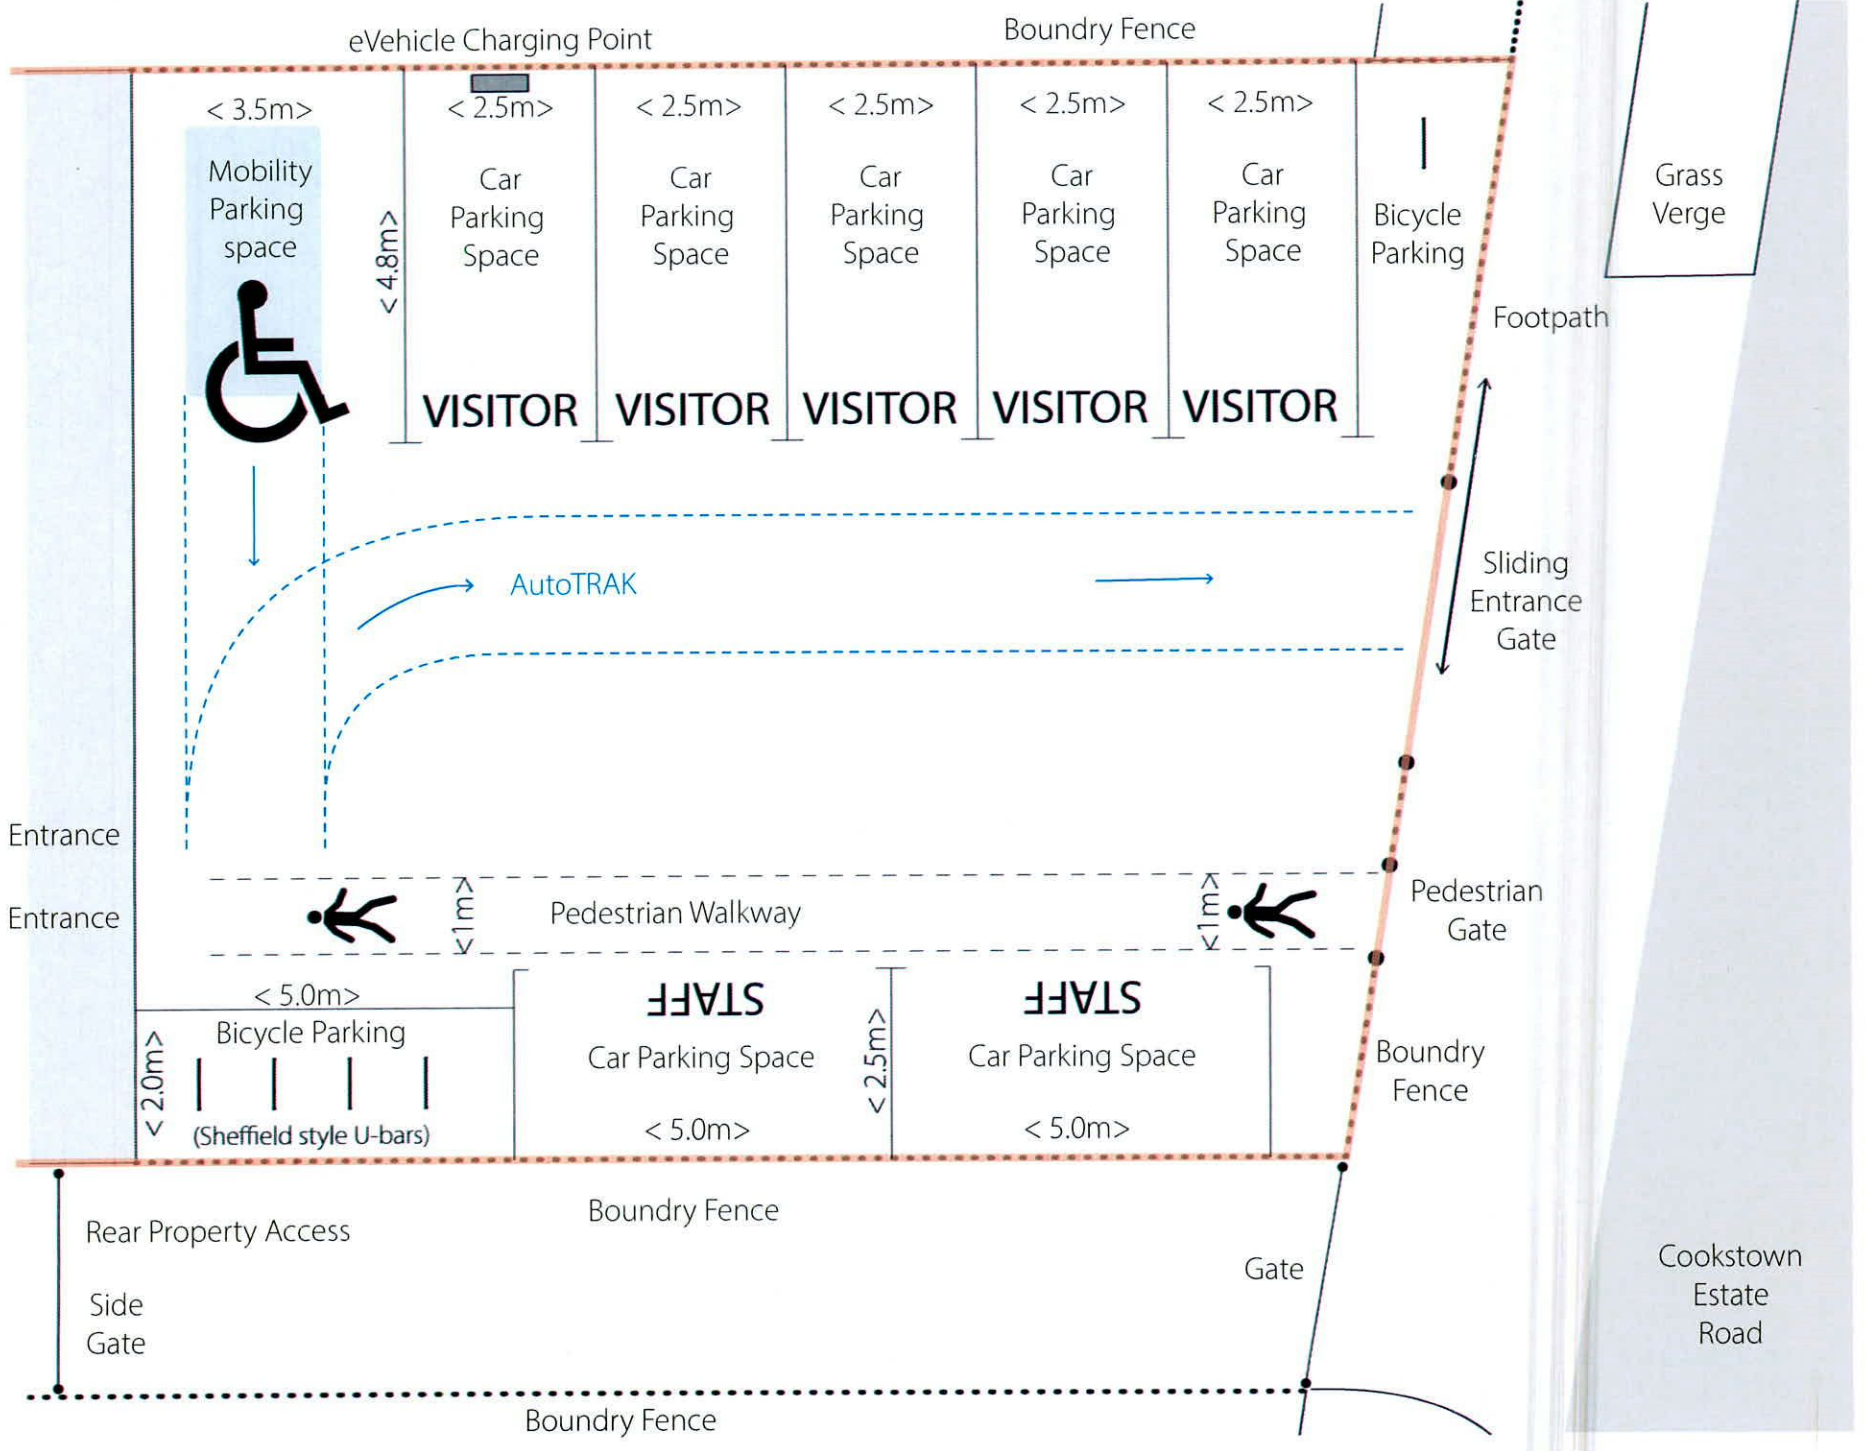 eVehicle Charging Point
Boundry Fence
< 3.5m>
< 2.5m>
< 2.5m>
< 2.5m>
< 2.5m>
< 2.5m>
Mobility
Parking
space
< 4.8m>
Car
Parking
Space
Car
Parking
Space
Car
Parking
Space
Car
Parking
Space
Car
Parking
Space
Bicycle
Parking
Grass
Verge
Footpath
VISITOR
VISITOR
VISITOR
VISITOR
VISITOR
AutoTRAK
Sliding
Entrance
Gate
Entrance
Entrance
<1m>
Pedestrian Walkway
<1m>
Pedestrian
Gate
< 5.0m>
Bicycle Parking
< 2.0m>
(Sheffield style U-bars)
STAFF
Car Parking Space
< 5.0m>
< 2.5m>
STAFF
Car Parking Space
< 5.0m>
Boundry
Fence
Boundry Fence
Rear Property Access
Side
Gate
Gate
Cookstown
Estate
Road
Boundry Fence